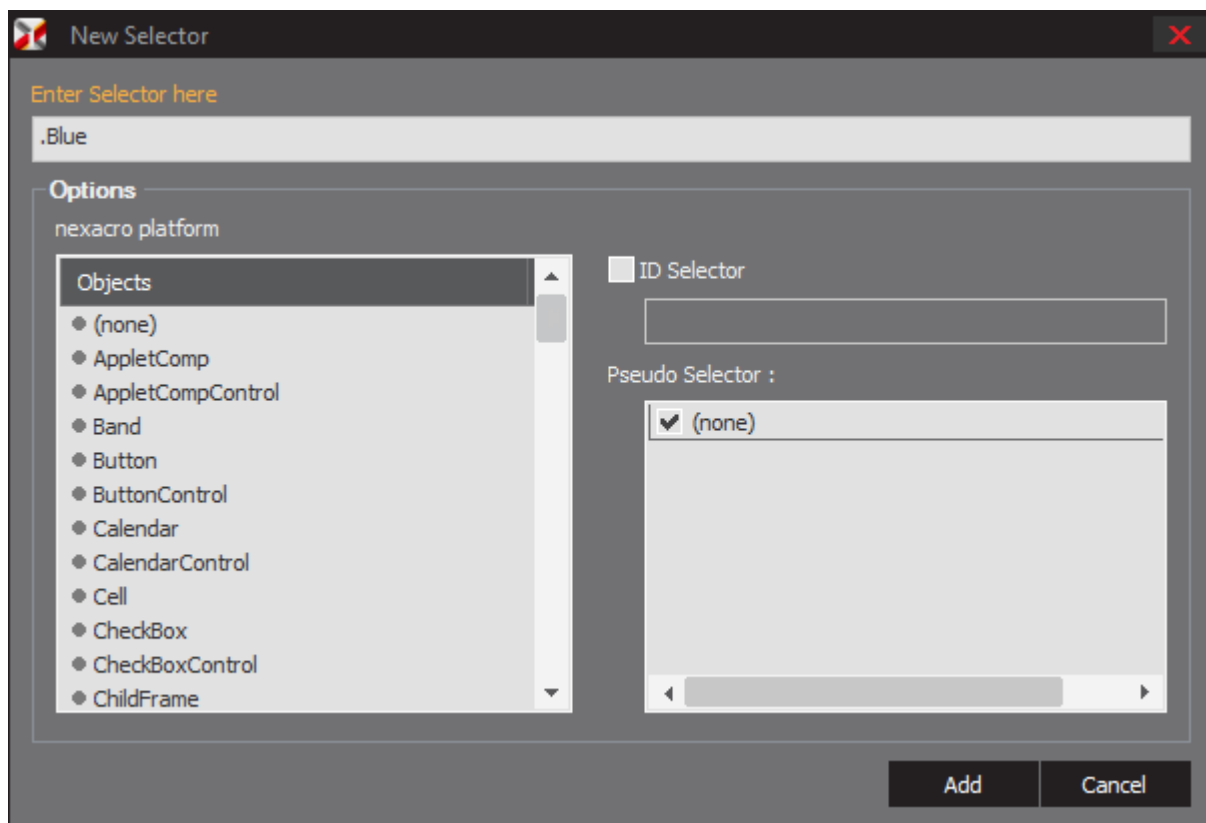 New Selector
Enter Selector here
.Blue
Options
nexacro platform
Objects
(none)
AppletComp
AppletCompControl
Band
Button
ButtonControl
Calendar
CalendarControl
Cell
CheckBox
CheckBoxControl
ChildFrame
ID Selector
Pseudo Selector :
(none)
Add
Cancel